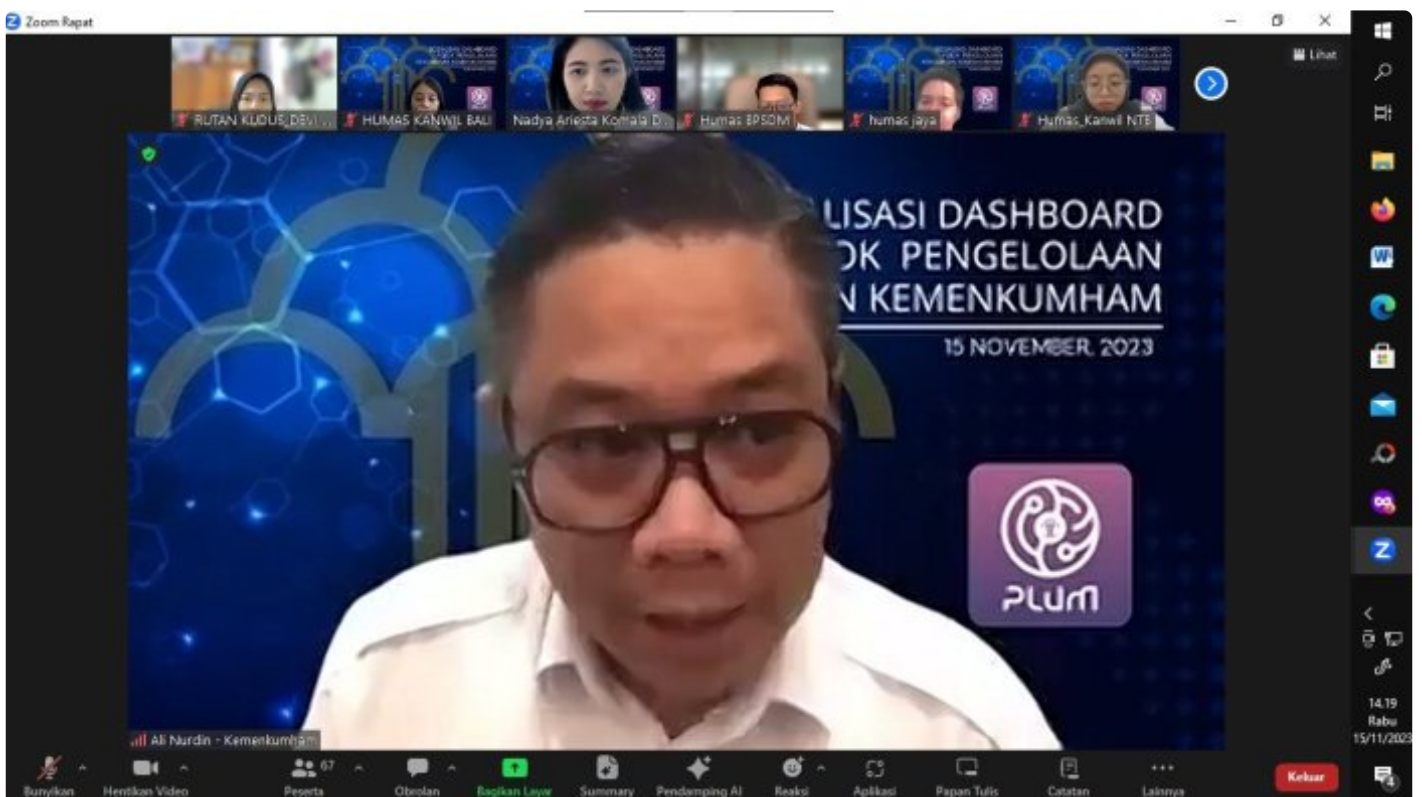 Zoom Rapat
Lihat
RUTAN KUDUS_DEVI ...
HUMAS KANWIL BALI
Nadya Ariesta Komala D...
Humas BPSDM
humas jaya
Humas_Kanwil NTB
LISASI DASHBOARD
OK PENGELOLAAN
N KEMENKUMHAM
15 NOVEMBER, 2023
PLUM
Ali Nurdin - Kemenkumham
14.19
Rabu
15/11/2023
67
Bunyikan
Hentikan Video
Peserta
Obrolan
Bagikan Layar
Summary
Pendamping AI
Reaksi
Aplikasi
Papan Tulis
Catatan
Lainnya
Keluar
4